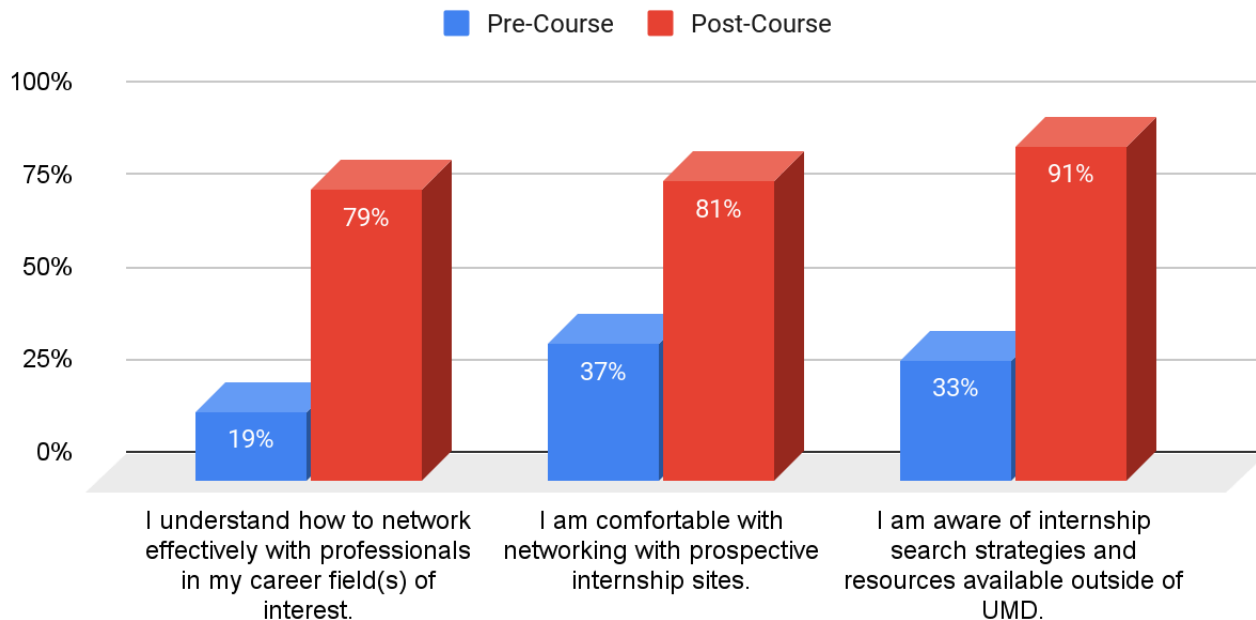 Pre-Course Post-Course
100%
75%
50%
25%
0%
19%
79%
37%
81%
33%
91%
I understand how to network
effectively with professionals
in my career field(s) of
interest.
I am comfortable with
networking with prospective
internship sites.
I am aware of internship
search strategies and
resources available outside of
UMD.